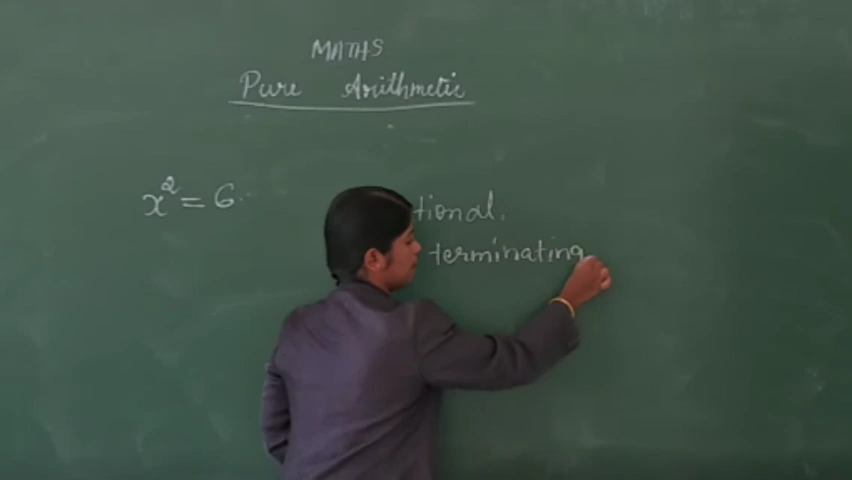 MATHS
Pure Arithmetic
x² = 6
tional.
terminating